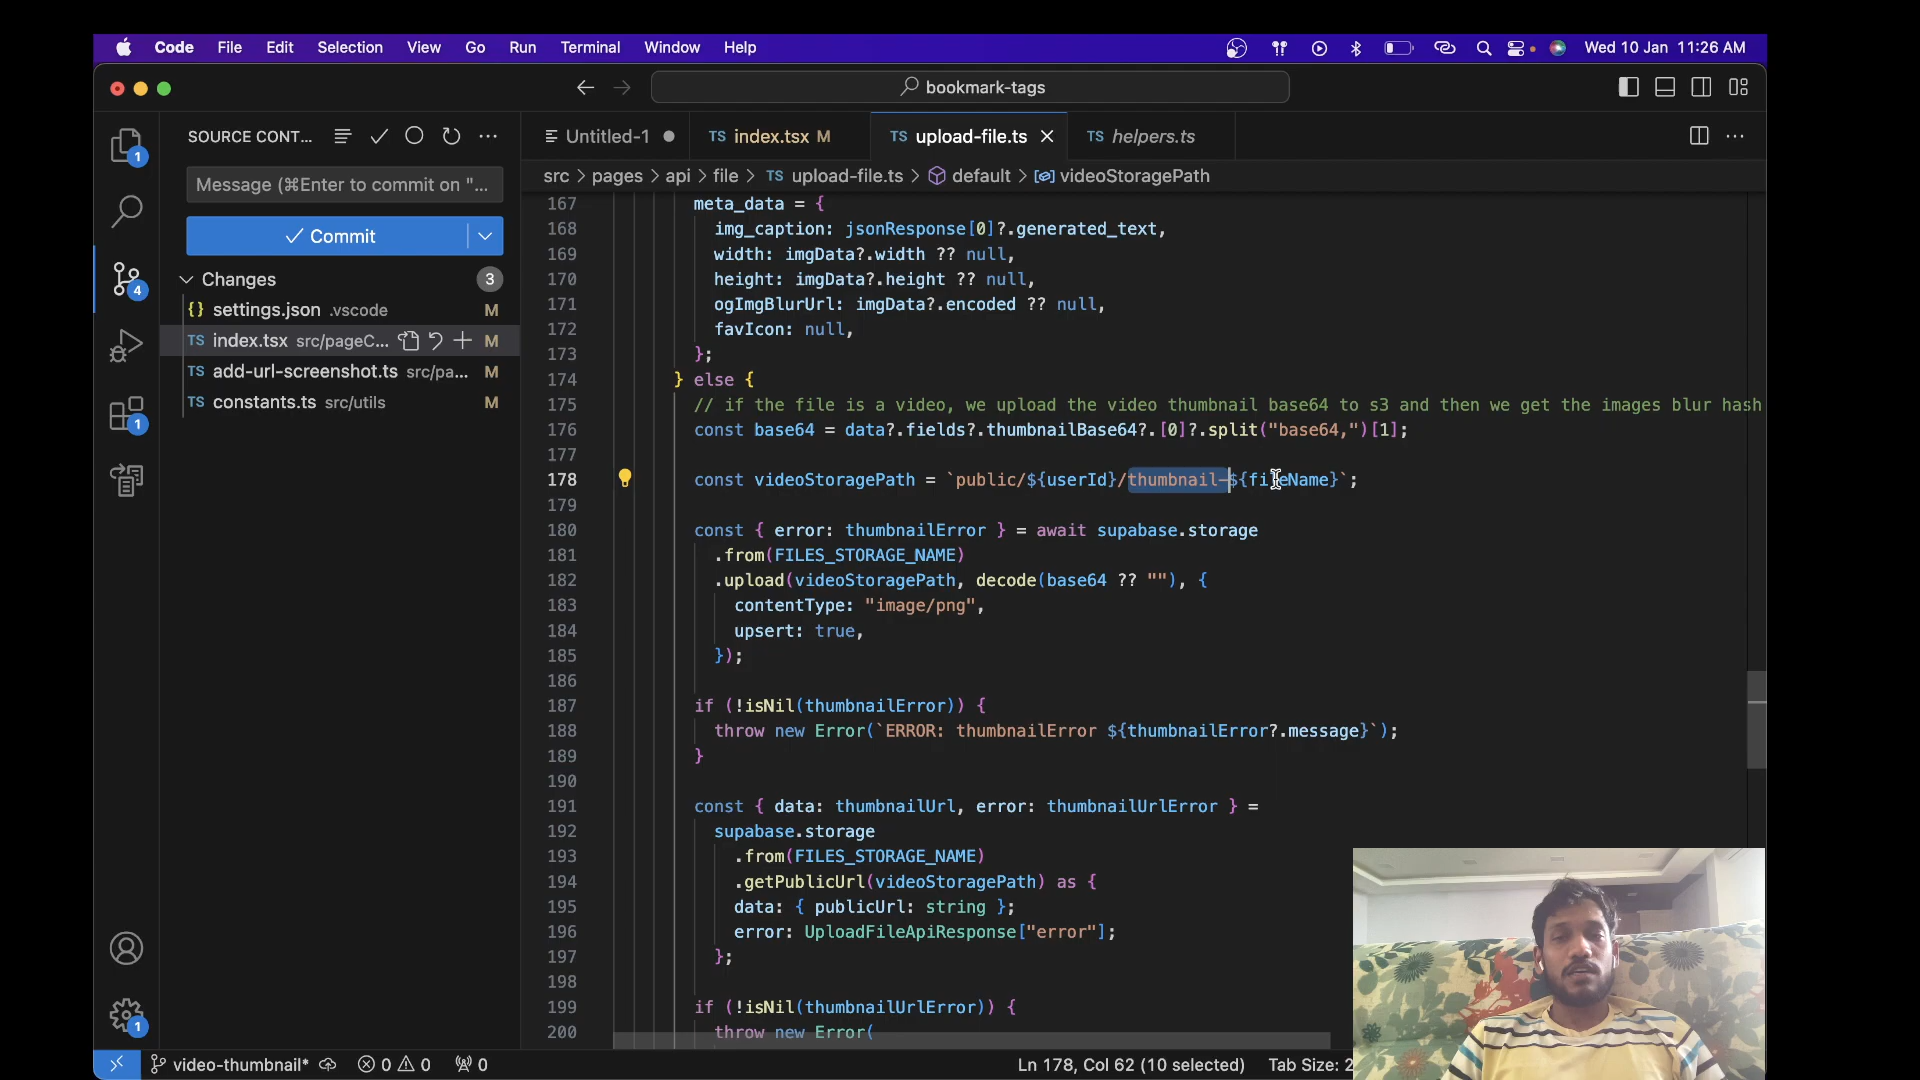 Code File Edit Selection View Go Run Terminal Window Help Wed 10 Jan 11:26 AM
bookmark-tags
SOURCE CONT...
Untitled-1 TS index.tsx M TS upload-file.ts TS helpers.ts
src > pages > api > file > TS upload-file.ts > default > videoStoragePath
1
4
1
1
Message (⌘Enter to commit on "...
Commit
Changes 3
{} settings.json .vscode M
TS index.tsx src/pageC... M
TS add-url-screenshot.ts src/pa... M
TS constants.ts src/utils M
167 meta_data = {
168 img_caption: jsonResponse[0]?.generated_text,
169 width: imgData?.width ?? null,
170 height: imgData?.height ?? null,
171 ogImgBlurUrl: imgData?.encoded ?? null,
172 favIcon: null,
173 };
174 } else {
175 // if the file is a video, we upload the video thumbnail base64 to s3 and then we get the images blur hash
176 const base64 = data?.fields?.thumbnailBase64?.[0]?.split("base64,")[1];
177
178 const videoStoragePath = `public/${userId}/thumbnail-${fileName}`;
179
180 const { error: thumbnailError } = await supabase.storage
181 .from(FILES_STORAGE_NAME)
182 .upload(videoStoragePath, decode(base64 ?? ""), {
183 contentType: "image/png",
184 upsert: true,
185 });
186
187 if (!isNil(thumbnailError)) {
188 throw new Error(`ERROR: thumbnailError ${thumbnailError?.message}`);
189 }
190
191 const { data: thumbnailUrl, error: thumbnailUrlError } =
192 supabase.storage
193 .from(FILES_STORAGE_NAME)
194 .getPublicUrl(videoStoragePath) as {
195 data: { publicUrl: string };
196 error: UploadFileApiResponse["error"];
197 };
198
199 if (!isNil(thumbnailUrlError)) {
200 throw new Error(
video-thumbnail* 0 0 0 Ln 178, Col 62 (10 selected) Tab Size: 2